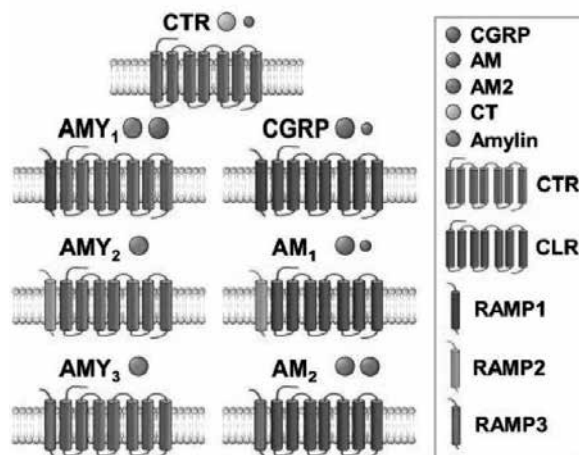 CTR
AMY1
CGRP
AMY2
AM1
AMY3
AM2
CGRP
AM
AM2
CT
Amylin
CTR
CLR
RAMP1
RAMP2
RAMP3